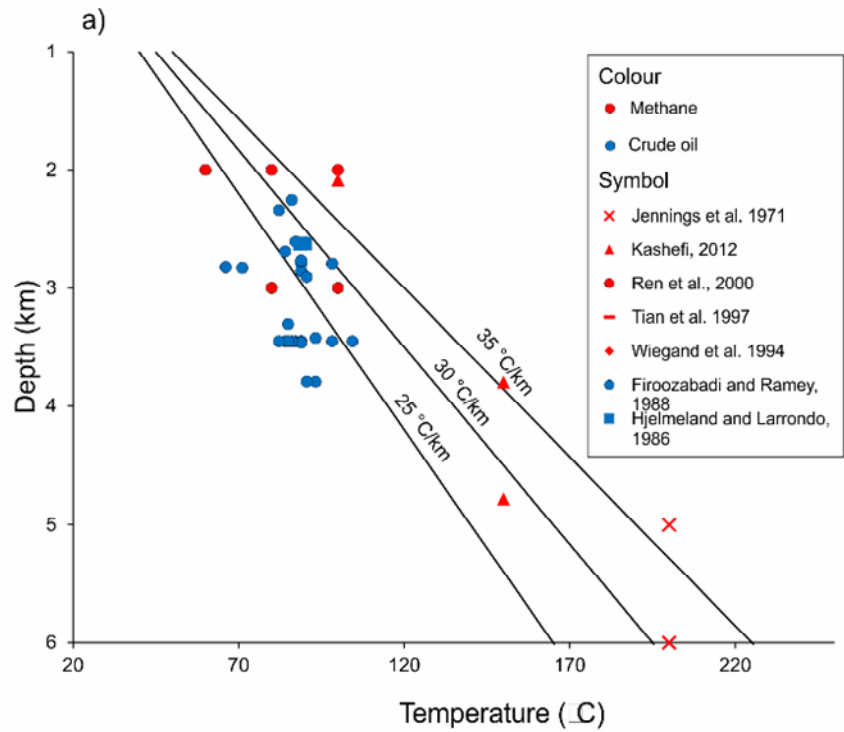 a)
1
2
3
4
5
6
Depth (km)
20
70
120
170
220
Temperature (□C)
25 °C/km
30 °C/km
35 °C/km
Colour
Methane
Crude oil
Symbol
Jennings et al. 1971
Kashefi, 2012
Ren et al., 2000
Tian et al. 1997
Wiegand et al. 1994
Firoozabadi and Ramey,
1988
Hjelmeland and Larrondo,
1986